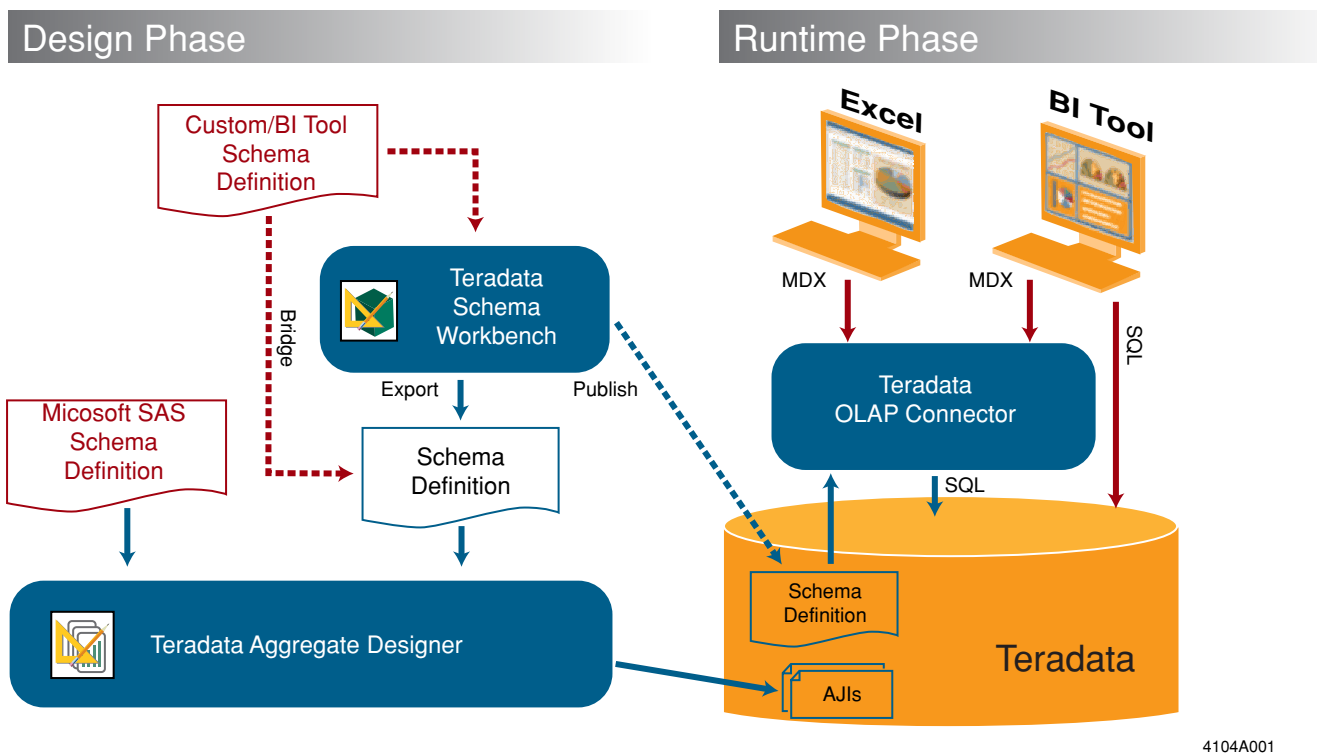 Design Phase
Runtime Phase
Custom/BI Tool
Schema
Definition
Excel
BI Tool
Teradata
Schema
Workbench
MDX
MDX
Bridge
SQL
Export
Publish
Teradata
OLAP Connector
Micosoft SAS
Schema
Definition
Schema
Definition
SQL
Schema
Definition
Teradata Aggregate Designer
Teradata
AJIs
4104A001